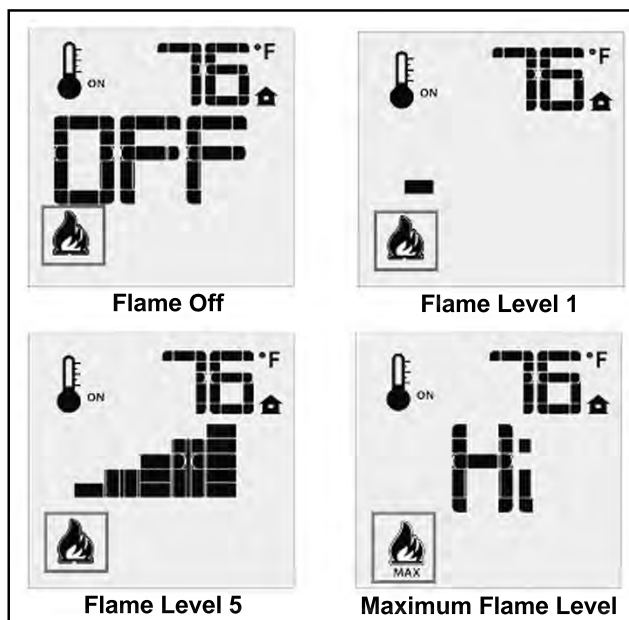 76 °F
ON
OFF
Flame Off
76 °F
ON
Flame Level 1
76 °F
ON
Flame Level 5
76 °F
ON
Hi
MAX
Maximum Flame Level